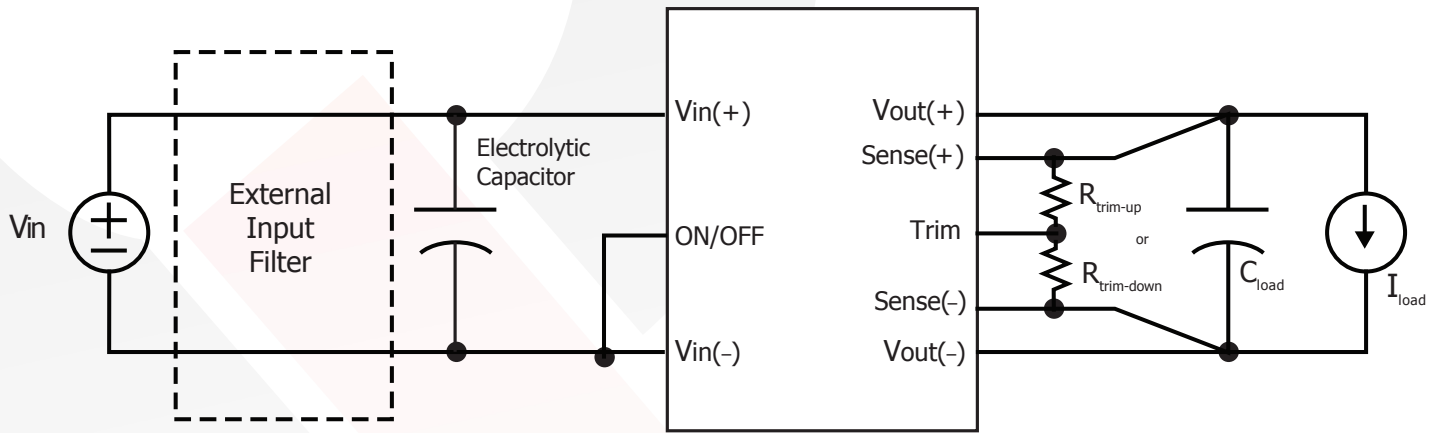 Vin
External
Input
Filter
Electrolytic
Capacitor
Vin(+)
ON/OFF
Vin(–)
Vout(+)
Sense(+)
Trim
Sense(–)
Vout(–)
Rtrim-up
or
Rtrim-down
Cload
Iload